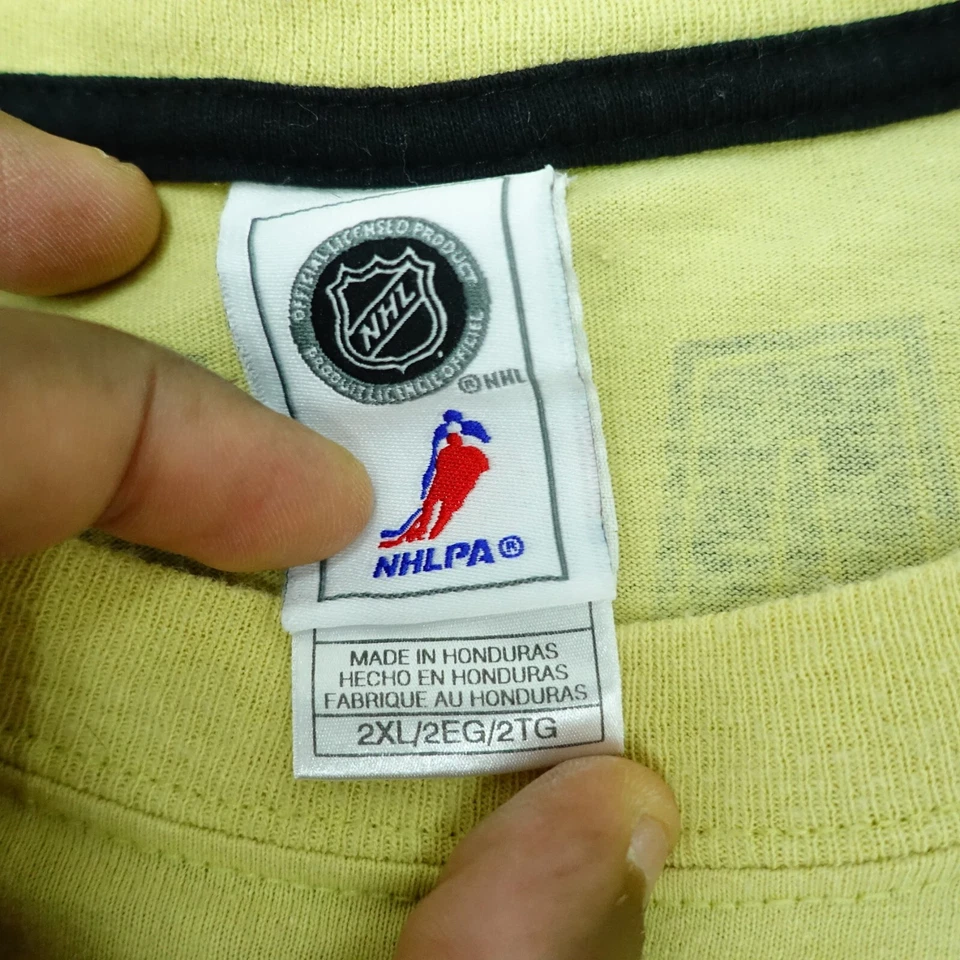 OFFICIAL LICENSED PRODUCT
NHL
PRODUIT LICENCIE OFFICIEL
® NHL
NHLPA ®
MADE IN HONDURAS
HECHO EN HONDURAS
FABRIQUE AU HONDURAS
2XL/2EG/2TG